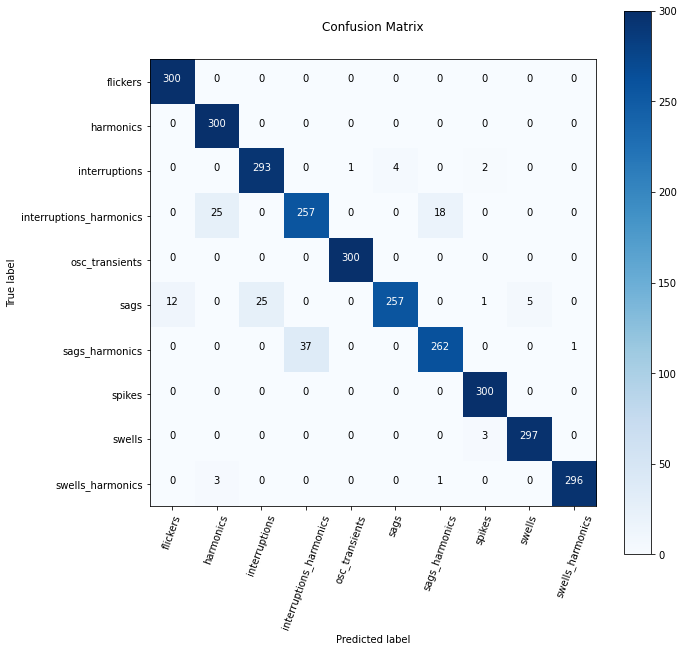 Confusion Matrix
flickers 300 0 0 0 0 0 0 0 0 0
harmonics 0 300 0 0 0 0 0 0 0 0
interruptions 0 0 293 0 1 4 0 2 0 0
interruptions_harmonics 0 25 0 257 0 0 18 0 0 0
osc_transients 0 0 0 0 300 0 0 0 0 0
sags 12 0 25 0 0 257 0 1 5 0
sags_harmonics 0 0 0 37 0 0 262 0 0 1
spikes 0 0 0 0 0 0 0 300 0 0
swells 0 0 0 0 0 0 0 3 297 0
swells_harmonics 0 3 0 0 0 0 1 0 0 296
True label
flickers
harmonics
interruptions
interruptions_harmonics
osc_transients
sags
sags_harmonics
spikes
swells
swells_harmonics
Predicted label
300
250
200
150
100
50
0